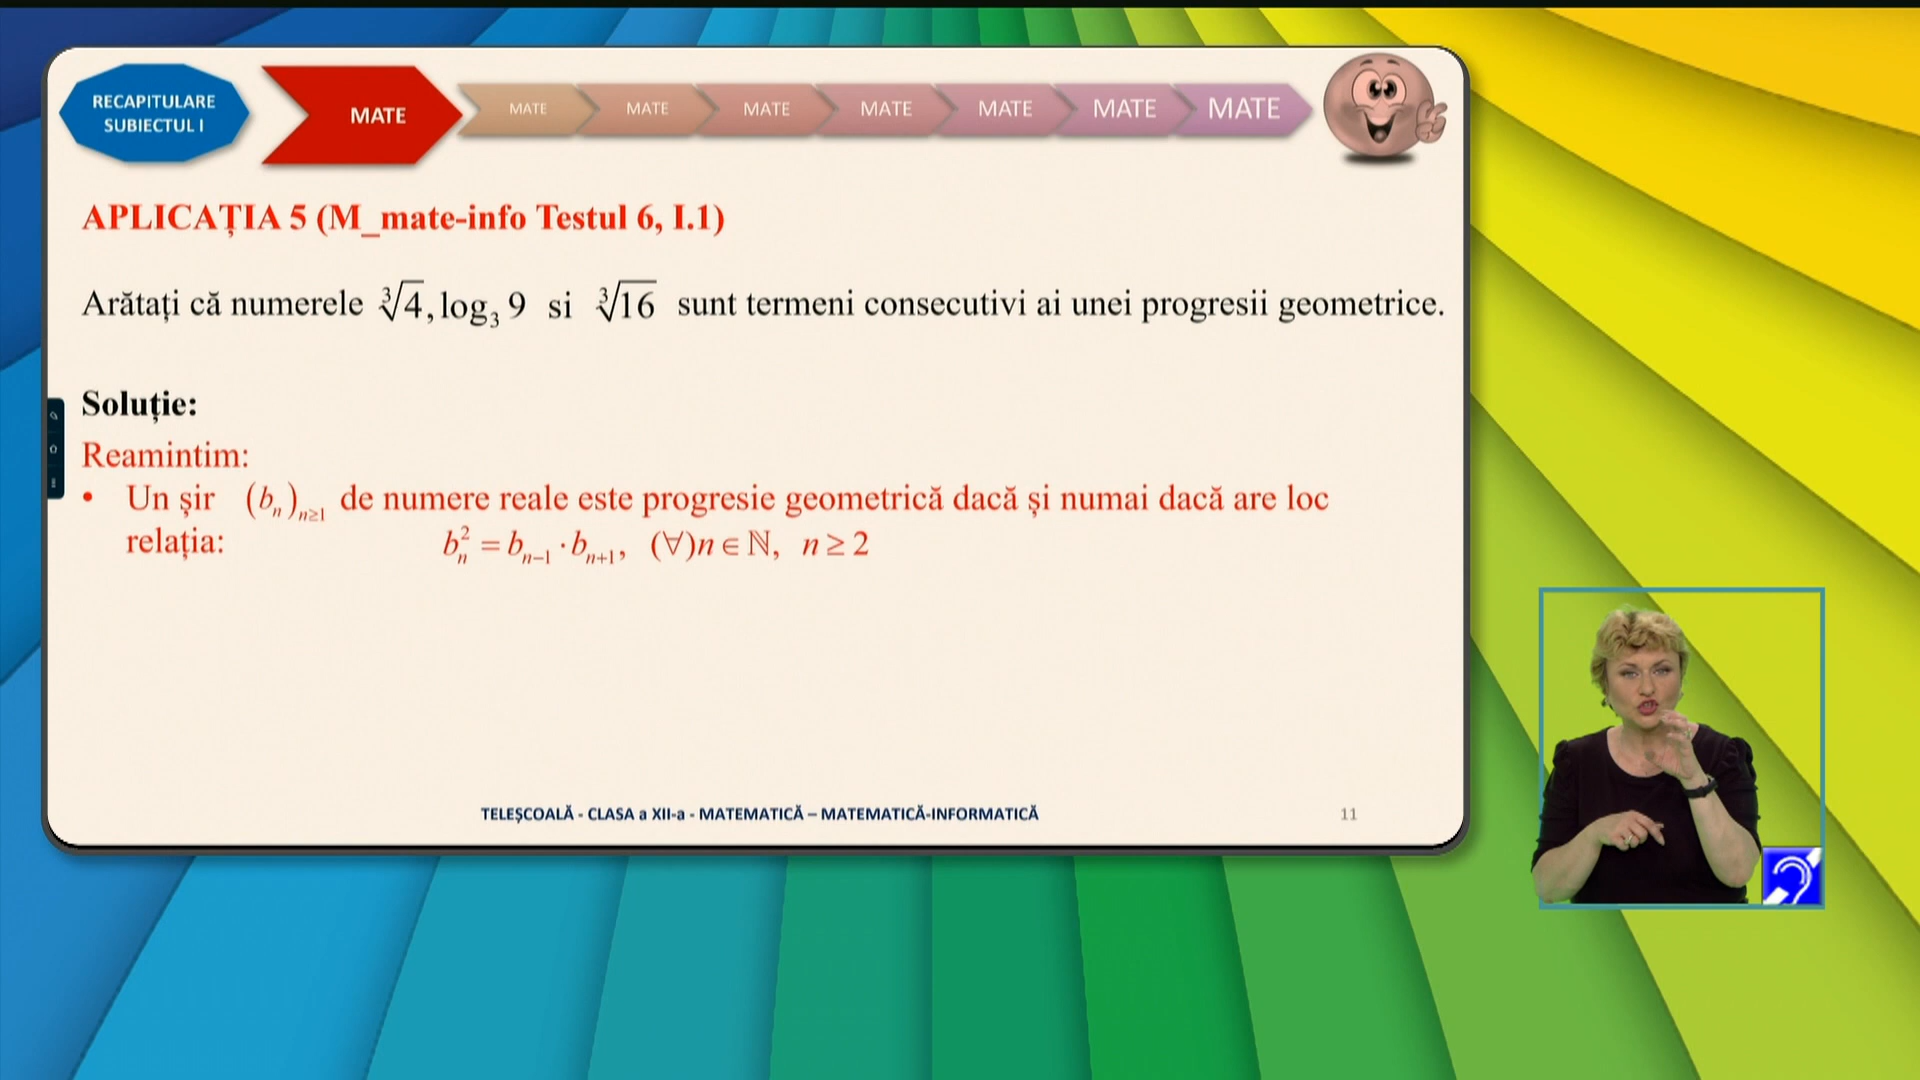 RECAPITULARE
SUBIECTUL I
MATE
MATE
MATE
MATE
MATE
MATE
MATE
MATE
APLICAȚIA 5 (M_mate-info Testul 6, I.1)
Arătați că numerele ∛4, log₃ 9 si ∛16 sunt termeni consecutivi ai unei progresii geometrice.
Soluție:
Reamintim:
• Un șir (bₙ)ₙ≥₁ de numere reale este progresie geometrică dacă și numai dacă are loc
relația: bₙ² = bₙ₋₁ · bₙ₊₁, (∀)n ∈ ℕ, n ≥ 2
TELEȘCOALĂ - CLASA a XII-a - MATEMATICĂ – MATEMATICĂ-INFORMATICĂ
11